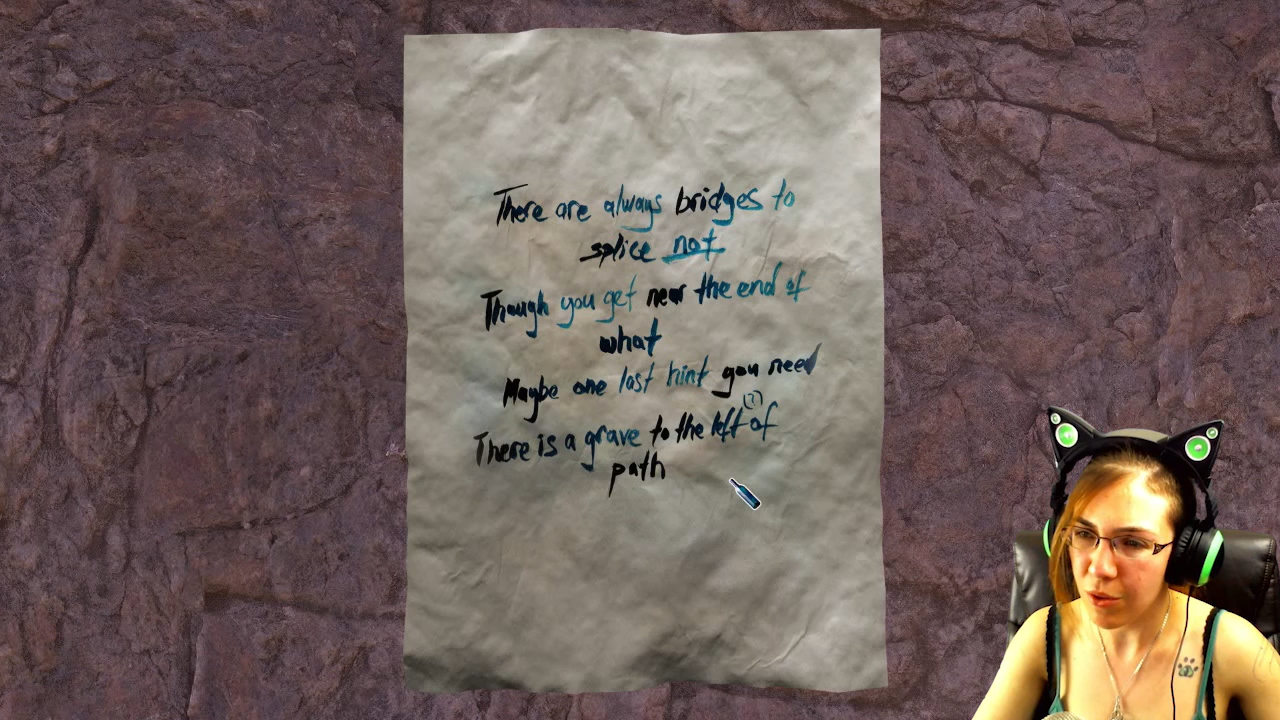 There are always bridges to
splice not
Though you get near the end of
what
Maybe one last hint you need
(?)
There is a grave to the left of
path